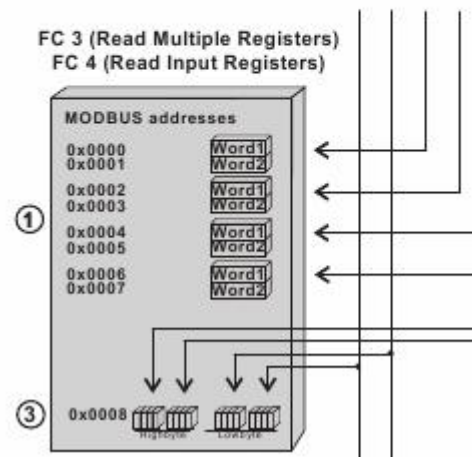 FC 3 (Read Multiple Registers)
FC 4 (Read Input Registers)
MODBUS addresses
0x0000 Word1
0x0001 Word2
0x0002 Word1
0x0003 Word2
① 0x0004 Word1
0x0005 Word2
0x0006 Word1
0x0007 Word2
③ 0x0008
Highbyte Lowbyte